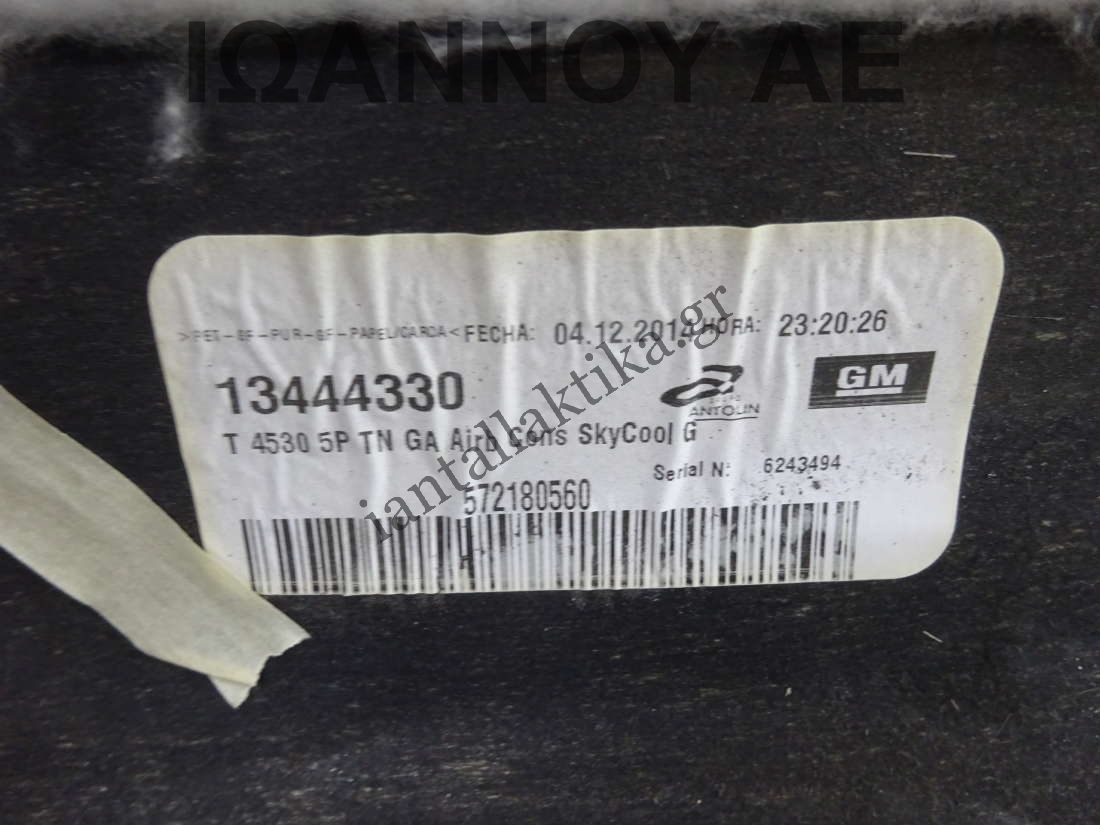 ΙΩΑΝΝΟΥ ΑΕ
>PET-GF-PUR-GF-PAPEL/CARDA< FECHA: 04.12.2014 HORA: 23:20:26
13444330
GRUPO ANTOLIN
GM
T 4530 5P TN GA Airb Cons SkyCool G
Serial N: 6243494
572180560
iantallaktika.gr